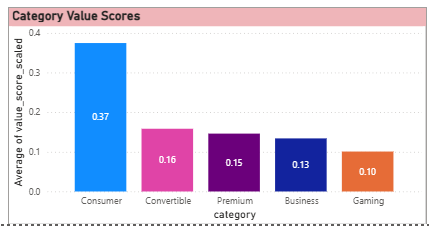 Category Value Scores
Average of value_score_scaled
0.4
0.3
0.2
0.1
0.0
0.37
0.16
0.15
0.13
0.10
Consumer Convertible Premium Business Gaming
category